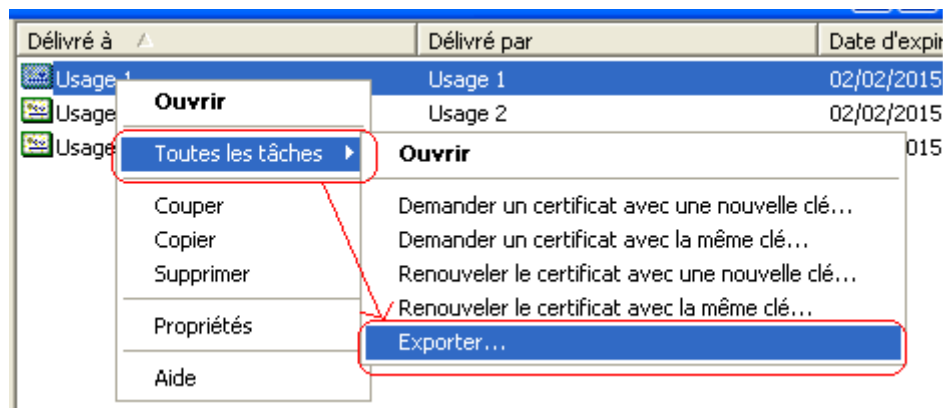 Délivré à Délivré par Date d'expir
Usage 1 Usage 1 02/02/2015
Usage Usage 2 02/02/2015
Usage 015
Ouvrir
Toutes les tâches
Couper
Copier
Supprimer
Propriétés
Aide
Ouvrir
Demander un certificat avec une nouvelle clé...
Demander un certificat avec la même clé...
Renouveler le certificat avec une nouvelle clé...
Renouveler le certificat avec la même clé...
Exporter...